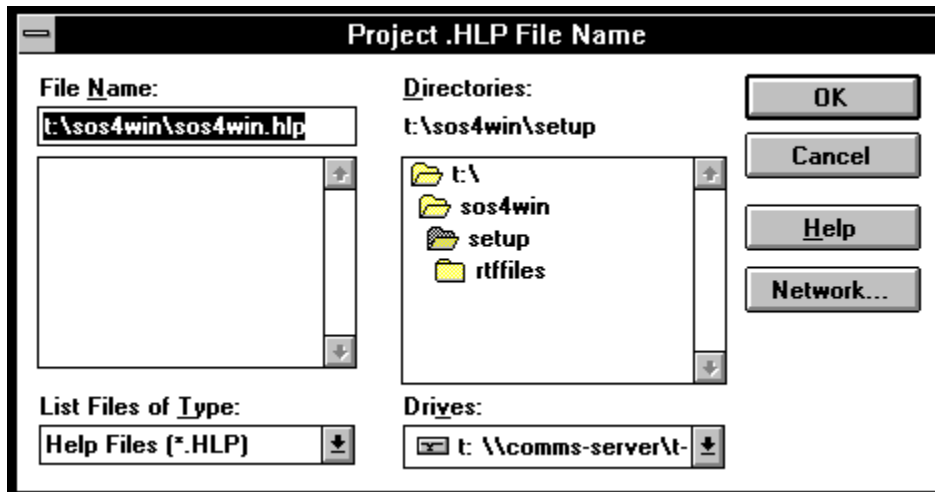 Project .HLP File Name
File Name:
t:\sos4win\sos4win.hlp
List Files of Type:
Help Files (*.HLP)
Directories:
t:\sos4win\setup
t:\
sos4win
setup
rtffiles
Drives:
t: \\comms-server\t-
OK
Cancel
Help
Network...